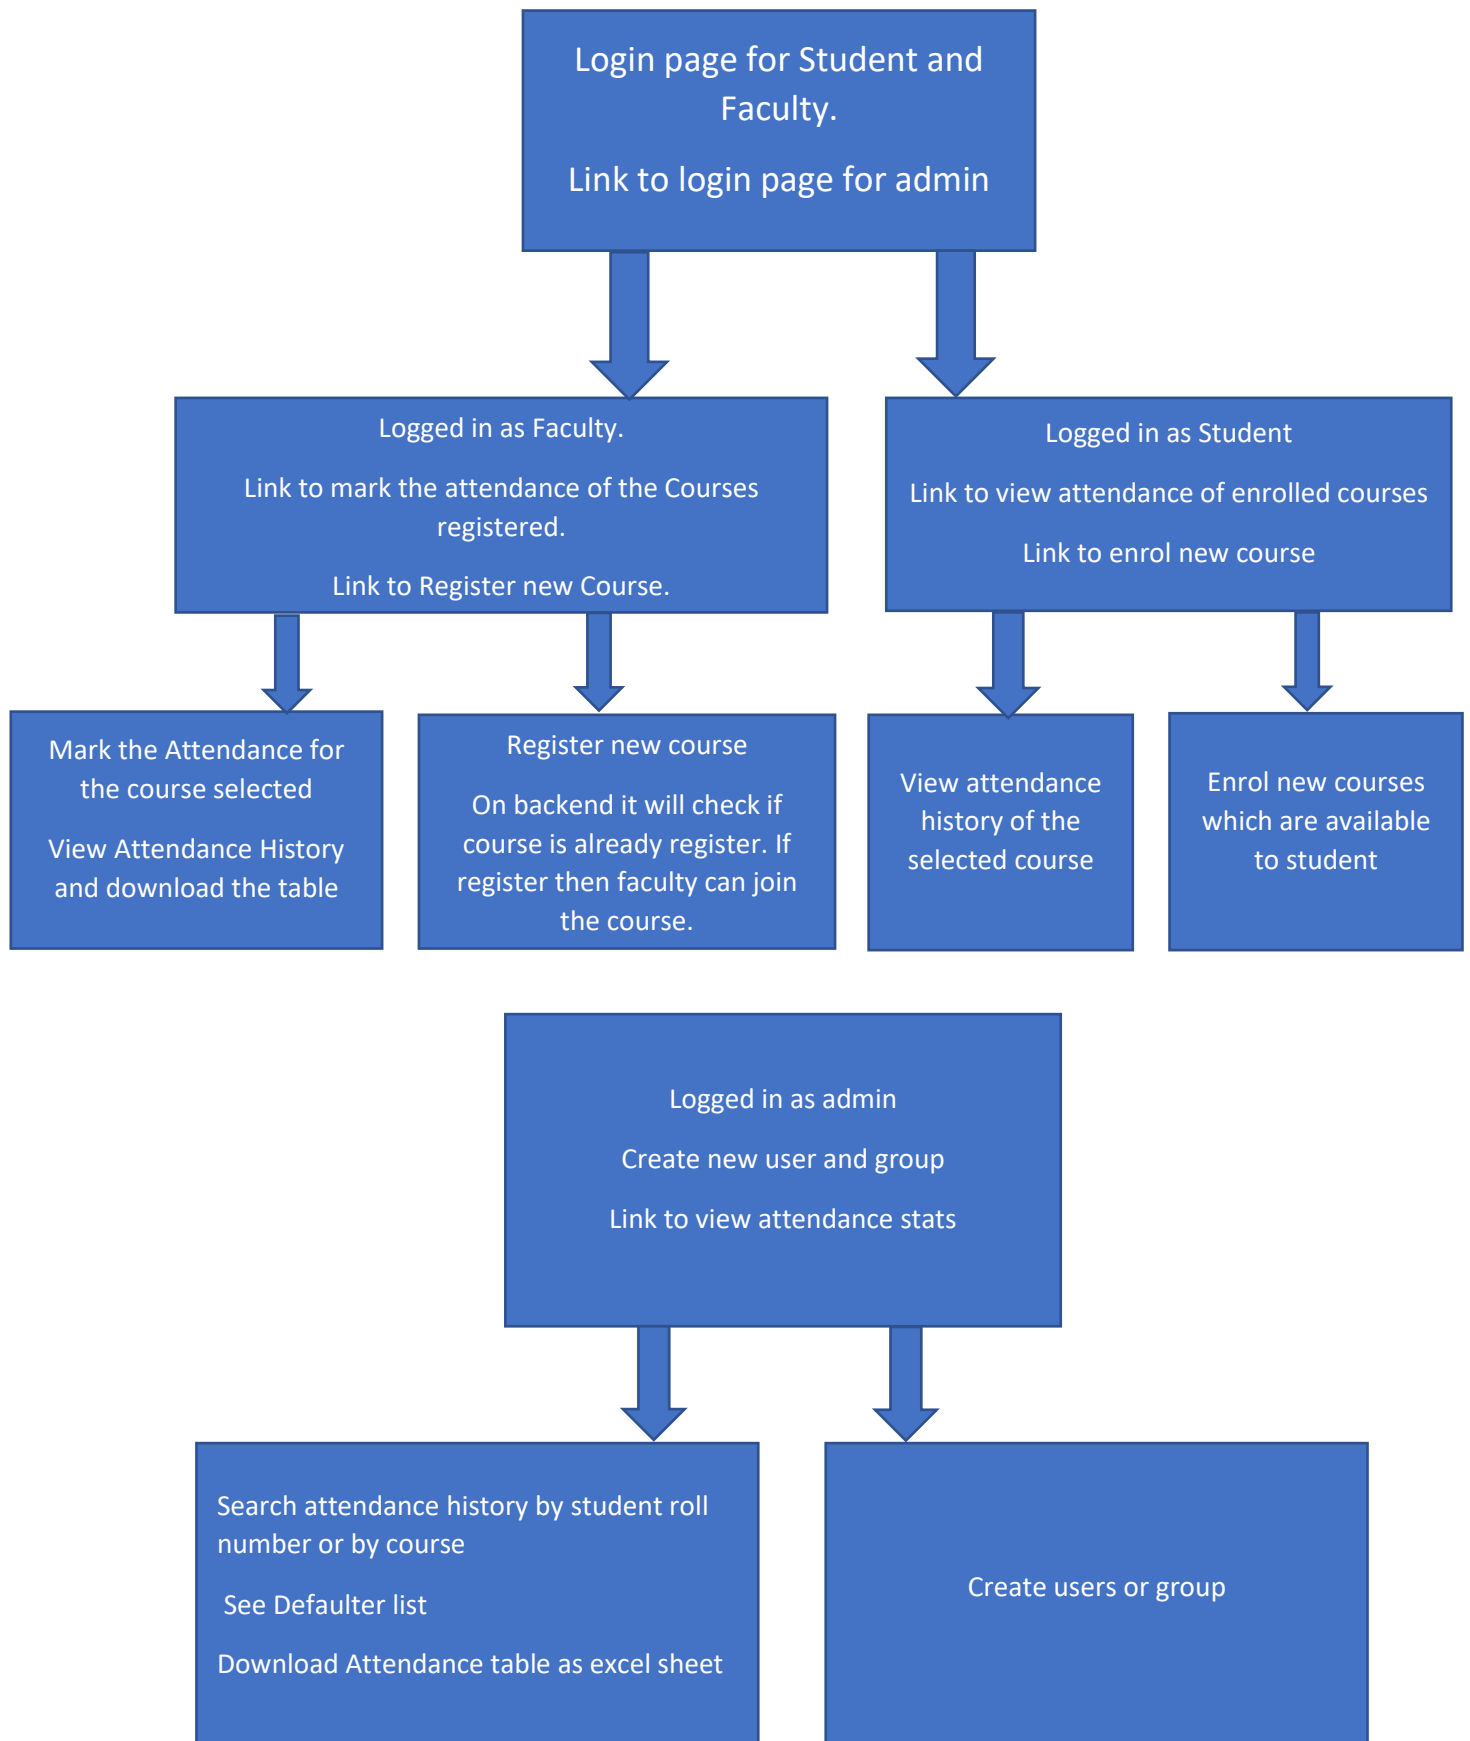 Login page for Student and
Faculty.
Link to login page for admin
Logged in as Faculty.
Link to mark the attendance of the Courses
registered.
Link to Register new Course.
Logged in as Student
Link to view attendance of enrolled courses
Link to enrol new course
Mark the Attendance for
the course selected
View Attendance History
and download the table
Register new course
On backend it will check if
course is already register. If
register then faculty can join
the course.
View attendance
history of the
selected course
Enrol new courses
which are available
to student
Logged in as admin
Create new user and group
Link to view attendance stats
Search attendance history by student roll
number or by course
See Defaulter list
Download Attendance table as excel sheet
Create users or group